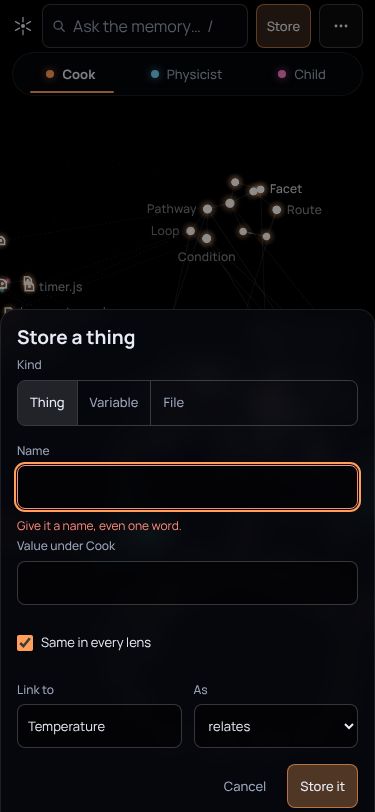 Ask the memory... /
Store
...
Cook
Physicist
Child
Facet
Pathway
Route
Loop
Condition
timer.js
Store a thing
Kind
Thing
Variable
File
Name
Give it a name, even one word.
Value under Cook
Same in every lens
Link to
As
Temperature
relates
Cancel
Store it